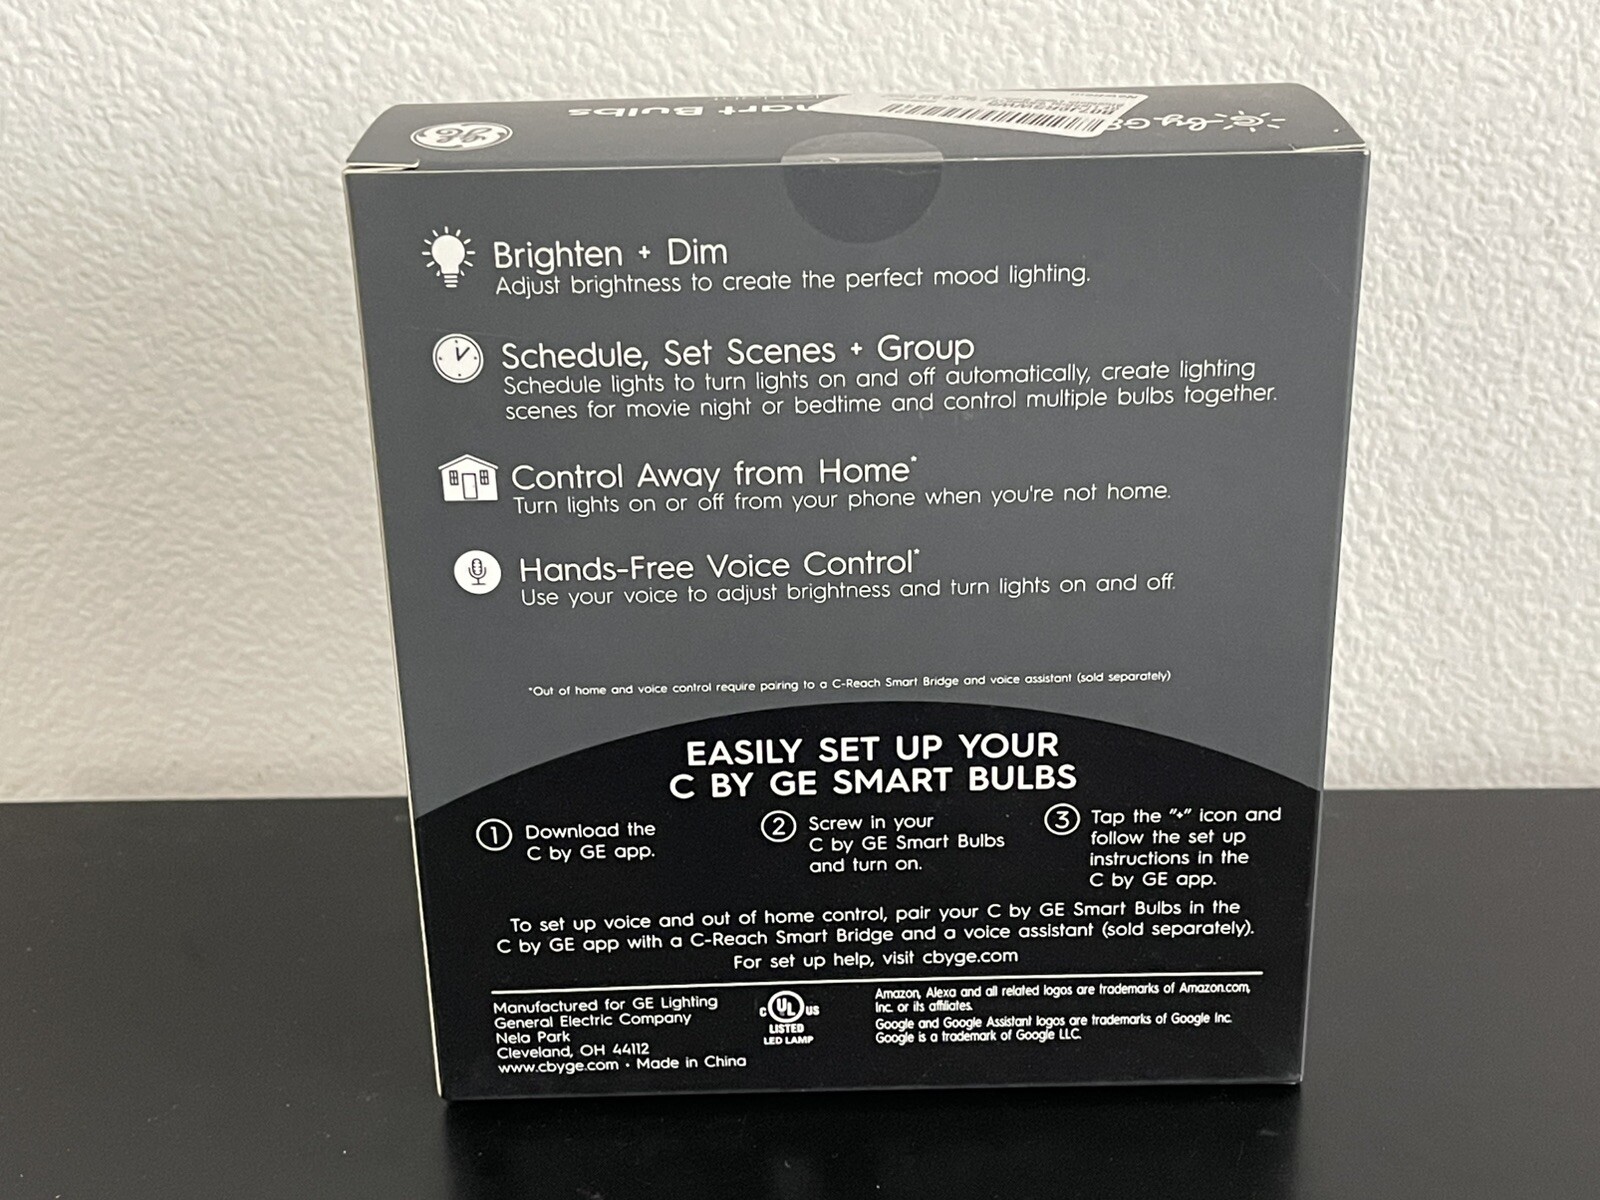 by GE
Smart Bulbs
GE
Brighten + Dim
Adjust brightness to create the perfect mood lighting.
Schedule, Set Scenes + Group
Schedule lights to turn lights on and off automatically, create lighting
scenes for movie night or bedtime and control multiple bulbs together.
Control Away from Home*
Turn lights on or off from your phone when you're not home.
Hands-Free Voice Control*
Use your voice to adjust brightness and turn lights on and off.
*Out of home and voice control require pairing to a C-Reach Smart Bridge and voice assistant (sold separately)
EASILY SET UP YOUR
C BY GE SMART BULBS
1 Download the
C by GE app.
2 Screw in your
C by GE Smart Bulbs
and turn on.
3 Tap the "+" icon and
follow the set up
instructions in the
C by GE app.
To set up voice and out of home control, pair your C by GE Smart Bulbs in the
C by GE app with a C-Reach Smart Bridge and a voice assistant (sold separately).
For set up help, visit cbyge.com
Manufactured for GE Lighting
General Electric Company
Nela Park
Cleveland, OH 44112
www.cbyge.com • Made in China
C UL US
LISTED
LED LAMP
Amazon, Alexa and all related logos are trademarks of Amazon.com,
Inc. or its affiliates.
Google and Google Assistant logos are trademarks of Google Inc.
Google is a trademark of Google LLC.